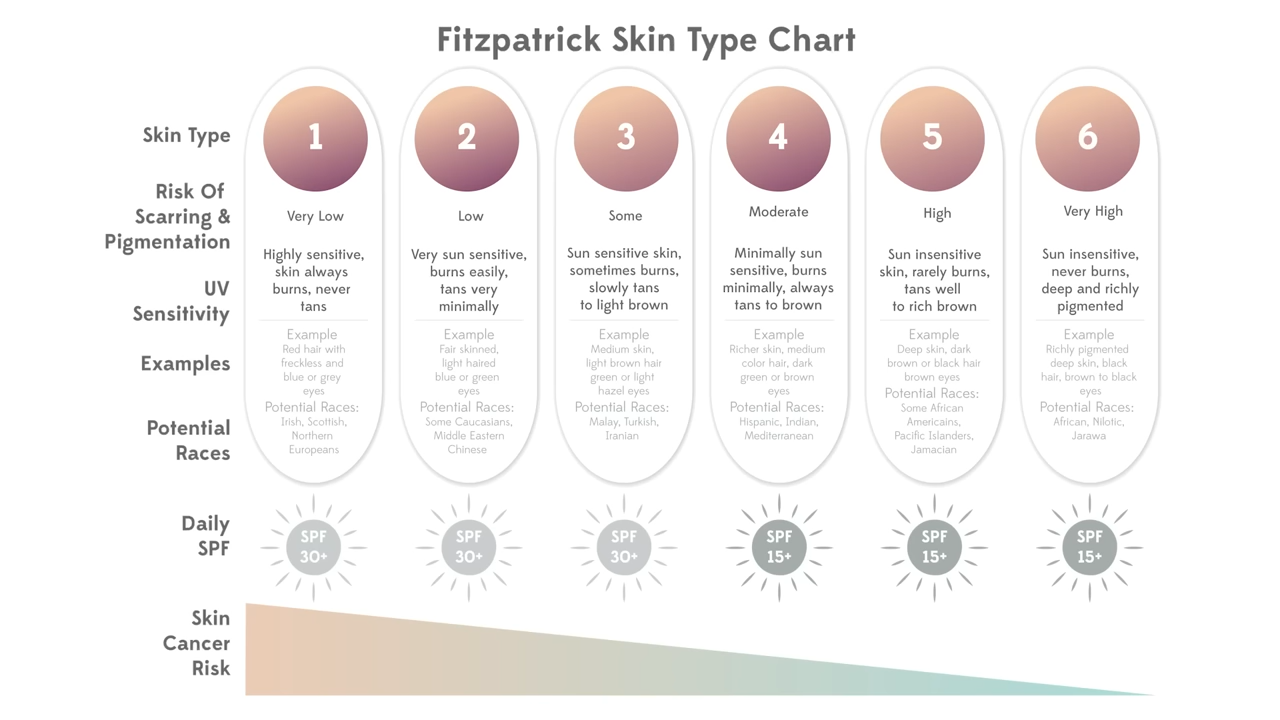 Fitzpatrick Skin Type Chart
Skin Type
1
2
3
4
5
6
Risk Of
Scarring &
Pigmentation
Very Low
Low
Some
Moderate
High
Very High
UV
Sensitivity
Highly sensitive,
skin always
burns, never
tans
Very sun sensitive,
burns easily,
tans very
minimally
Sun sensitive skin,
sometimes burns,
slowly tans
to light brown
Minimally sun
sensitive, burns
minimally, always
tans to brown
Sun insensitive
skin, rarely burns,
tans well
to rich brown
Sun insensitive,
never burns,
deep and richly
pigmented
Examples
Example
Red hair with
freckless and
blue or grey
eyes
Example
Fair skinned,
light haired
blue or green
eyes
Example
Medium skin,
light brown hair
green or light
hazel eyes
Example
Richer skin, medium
color hair, dark
green or brown
eyes
Example
Deep skin, dark
brown or black hair
brown eyes
Example
Richly pigmented
deep skin, black
hair, brown to black
eyes
Potential
Races
Potential Races:
Irish, Scottish,
Northern
Europeans
Potential Races:
Some Caucasians,
Middle Eastern
Chinese
Potential Races:
Malay, Turkish,
Iranian
Potential Races:
Hispanic, Indian,
Mediterranean
Potential Races:
Some African
Americains,
Pacific Islanders,
Jamacian
Potential Races:
African, Nilotic,
Jarawa
Daily
SPF
SPF
30+
SPF
30+
SPF
30+
SPF
15+
SPF
15+
SPF
15+
Skin
Cancer
Risk